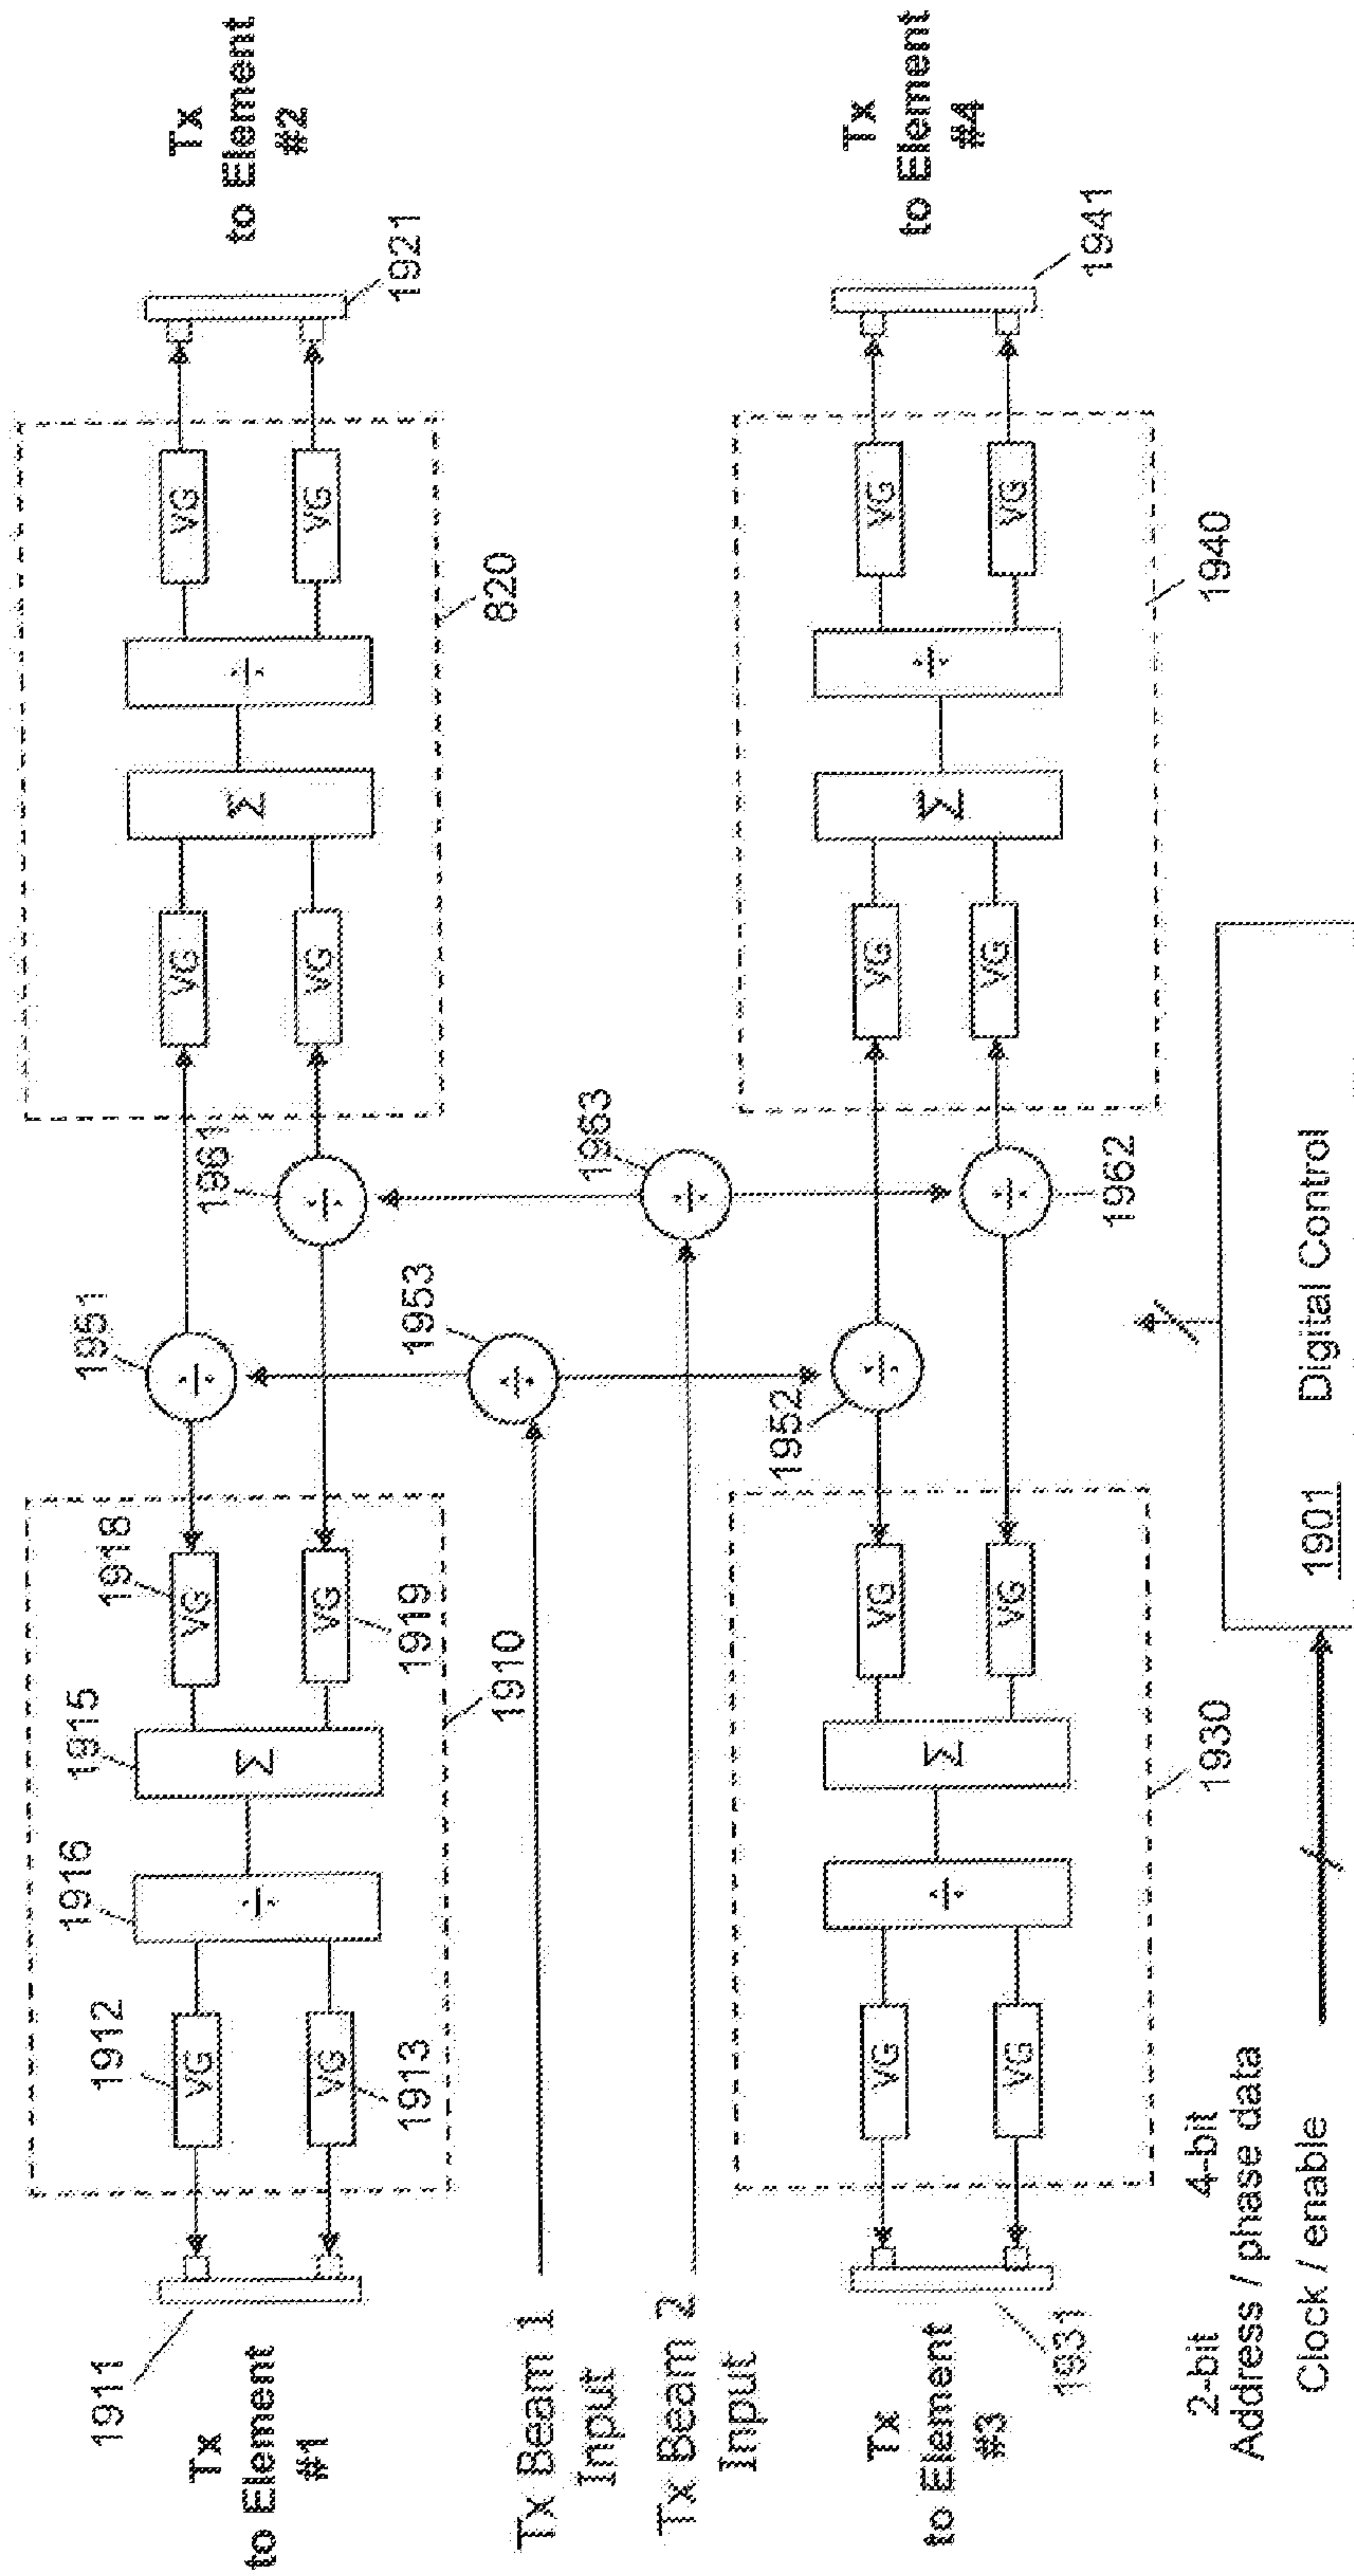 1911
Tx
to Element
#1
1912
VG
VG
1913
1916
÷
1915
Σ
1918
VG
VG
1919
1910
1951
÷
1961
÷
VG
VG
Σ
÷
VG
VG
820
1921
Tx
to Element
#2
Tx Beam 1
Input
1953
÷
Tx Beam 2
Input
1963
÷
Tx
to Element
#3
1931
VG
VG
÷
Σ
VG
VG
1930
1952
÷
÷
1962
VG
VG
Σ
÷
VG
VG
1940
1941
Tx
to Element
#4
2-bit 4-bit
Address / phase data
Clock / enable
1901 Digital Control